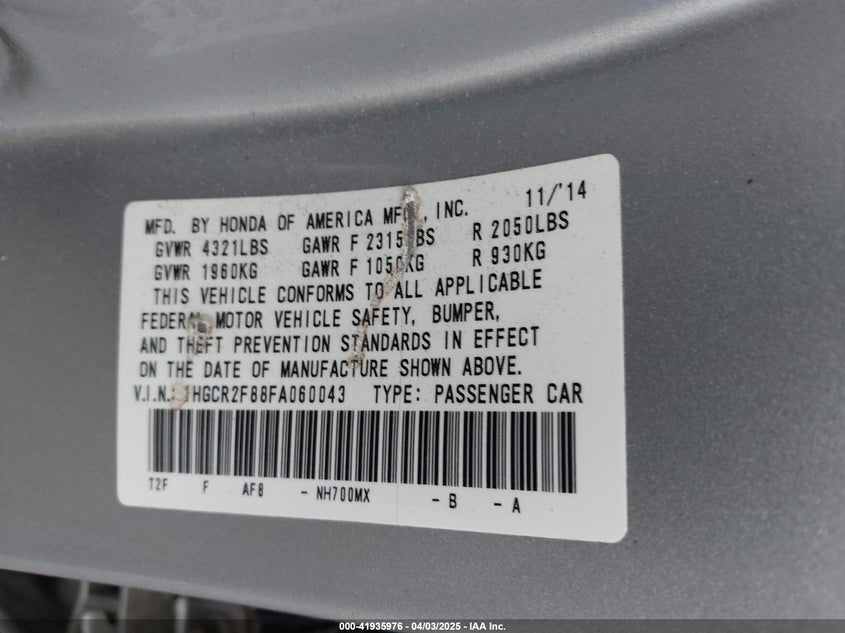 MFD. BY HONDA OF AMERICA MFG., INC. 11/'14
GVWR 4321LBS GAWR F 2315LBS R 2050LBS
GVWR 1960KG GAWR F 1050KG R 930KG
THIS VEHICLE CONFORMS TO ALL APPLICABLE
FEDERAL MOTOR VEHICLE SAFETY, BUMPER,
AND THEFT PREVENTION STANDARDS IN EFFECT
ON THE DATE OF MANUFACTURE SHOWN ABOVE.
V.I.N.: 1HGCR2F88FA060043 TYPE: PASSENGER CAR
T2F F AF8 - NH700MX - B - A
000-41935976 - 04/03/2025 - IAA Inc.